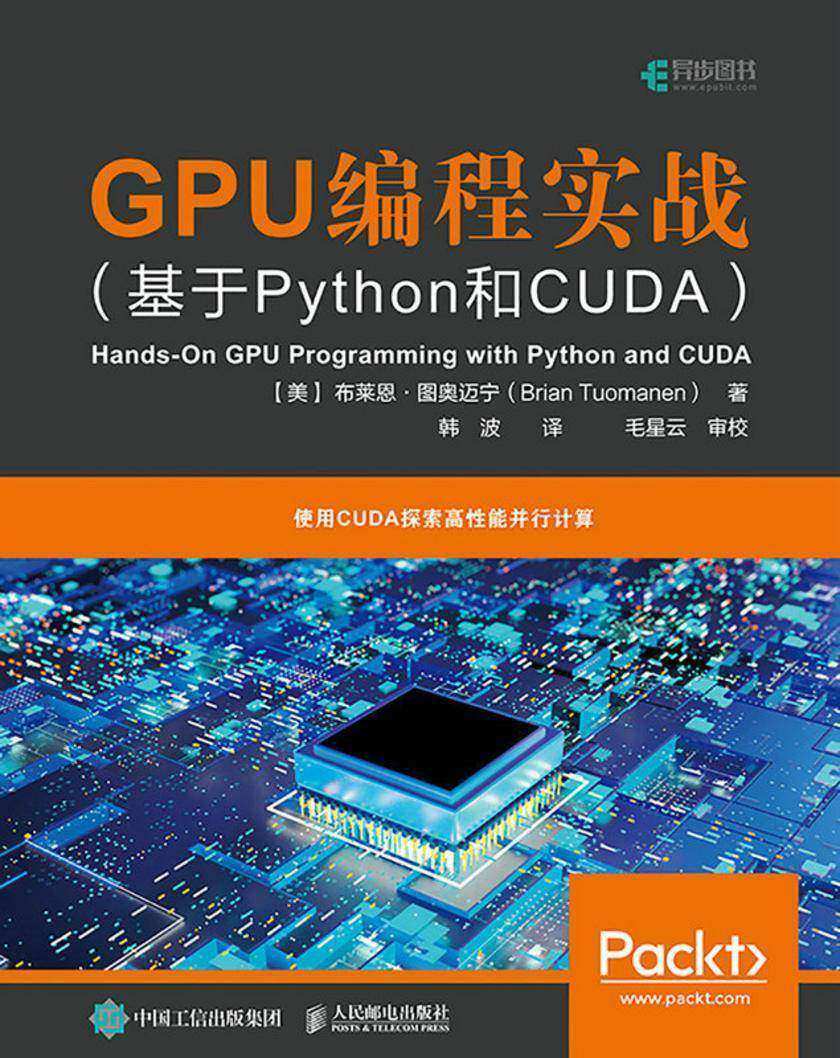 异步图书
www.epubit.com
GPU编程实战
（基于Python和CUDA）
Hands-On GPU Programming with Python and CUDA
【美】布莱恩·图奥迈宁（Brian Tuomanen） 著
韩 波 译 毛星云 审校
使用CUDA探索高性能并行计算
Packt>
www.packt.com
中国工信出版集团
人民邮电出版社
POSTS & TELECOM PRESS